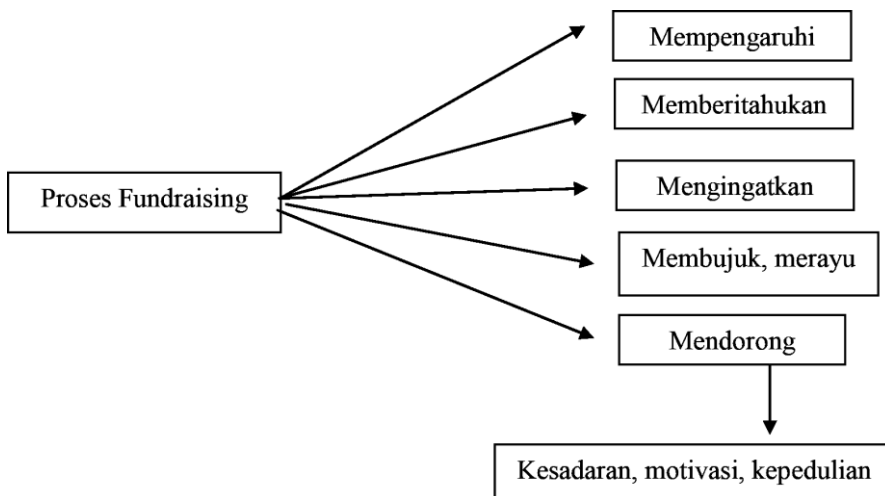 Mempengaruhi
Memberitahukan
Proses Fundraising
Mengingatkan
Membujuk, merayu
Mendorong
Kesadaran, motivasi, kepedulian